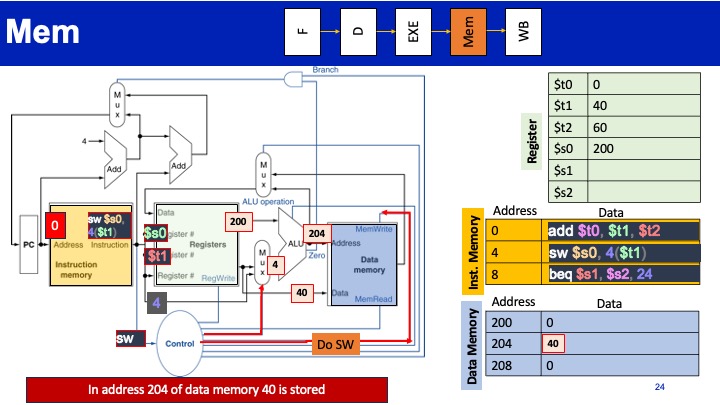 Mem
F
D
EXE
Mem
WB
Branch
M
u
x
4
Add
Add
M
u
x
ALU operation
PC
0
sw $s0,
4($t1)
Address Instruction
Instruction
memory
Data
$s0
egister #
Registers
$t1
ister #
Register #
RegWrite
4
200
M
u
x
4
40
ALU
Zero
204
MemWrite
Address
Data
memory
Data
MemRead
sw
Control
Do SW
In address 204 of data memory 40 is stored
Register
$t0 0
$t1 40
$t2 60
$s0 200
$s1
$s2
Inst. Memory
Address Data
0 add $t0, $t1, $t2
4 sw $s0, 4($t1)
8 beq $s1, $s2, 24
Data Memory
Address Data
200 0
204 40
208 0
24